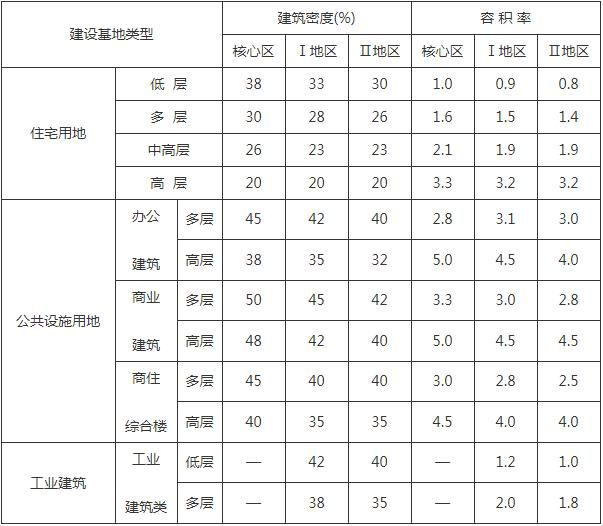 建设基地类型 建筑密度(%) 容 积 率
核心区 Ⅰ地区 Ⅱ地区 核心区 Ⅰ地区 Ⅱ地区
住宅用地 低 层 38 33 30 1.0 0.9 0.8
多 层 30 28 26 1.6 1.5 1.4
中高层 26 23 23 2.1 1.9 1.9
高 层 20 20 20 3.3 3.2 3.2
公共设施用地 办公建筑 多层 45 42 40 2.8 3.1 3.0
高层 38 35 32 5.0 4.5 4.0
商业建筑 多层 50 45 42 3.3 3.0 2.8
高层 48 42 40 5.0 4.5 4.5
商住综合楼 多层 45 40 40 3.0 2.8 2.5
高层 40 35 35 4.5 4.0 4.0
工业建筑 工业建筑类 低层 — 42 40 — 1.2 1.0
多层 — 38 35 — 2.0 1.8